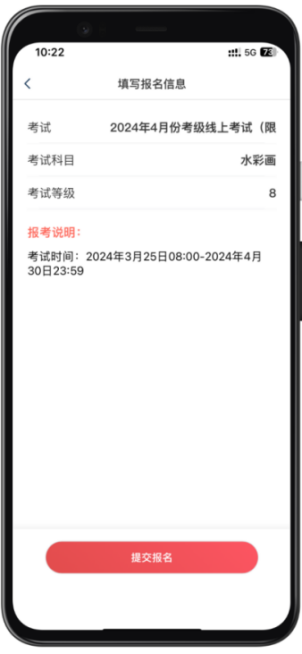 10:22 5G 73
填写报名信息
考试 2024年4月份考级线上考试（限
考试科目 水彩画
考试等级 8
报考说明：
考试时间：2024年3月25日08:00-2024年4月
30日23:59
提交报名